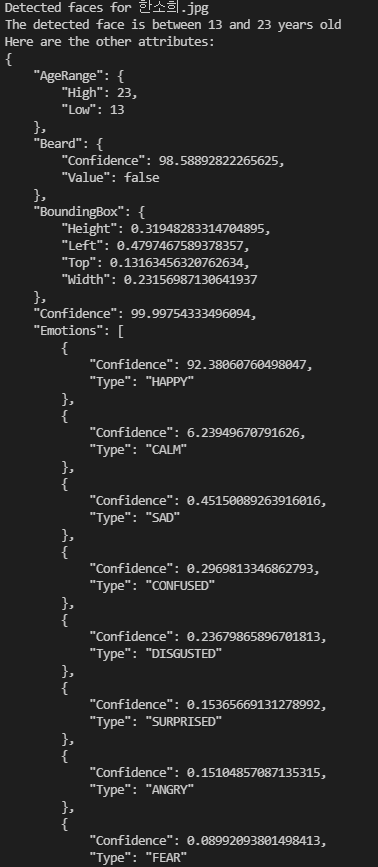 Detected faces for 한소희.jpg
The detected face is between 13 and 23 years old
Here are the other attributes:
{
    "AgeRange": {
        "High": 23,
        "Low": 13
    },
    "Beard": {
        "Confidence": 98.58892822265625,
        "Value": false
    },
    "BoundingBox": {
        "Height": 0.31948283314704895,
        "Left": 0.4797467589378357,
        "Top": 0.13163456320762634,
        "Width": 0.23156987130641937
    },
    "Confidence": 99.99754333496094,
    "Emotions": [
        {
            "Confidence": 92.38060760498047,
            "Type": "HAPPY"
        },
        {
            "Confidence": 6.23949670791626,
            "Type": "CALM"
        },
        {
            "Confidence": 0.45150089263916016,
            "Type": "SAD"
        },
        {
            "Confidence": 0.2969813346862793,
            "Type": "CONFUSED"
        },
        {
            "Confidence": 0.23679865896701813,
            "Type": "DISGUSTED"
        },
        {
            "Confidence": 0.15365669131278992,
            "Type": "SURPRISED"
        },
        {
            "Confidence": 0.15104857087135315,
            "Type": "ANGRY"
        },
        {
            "Confidence": 0.08992093801498413,
            "Type": "FEAR"